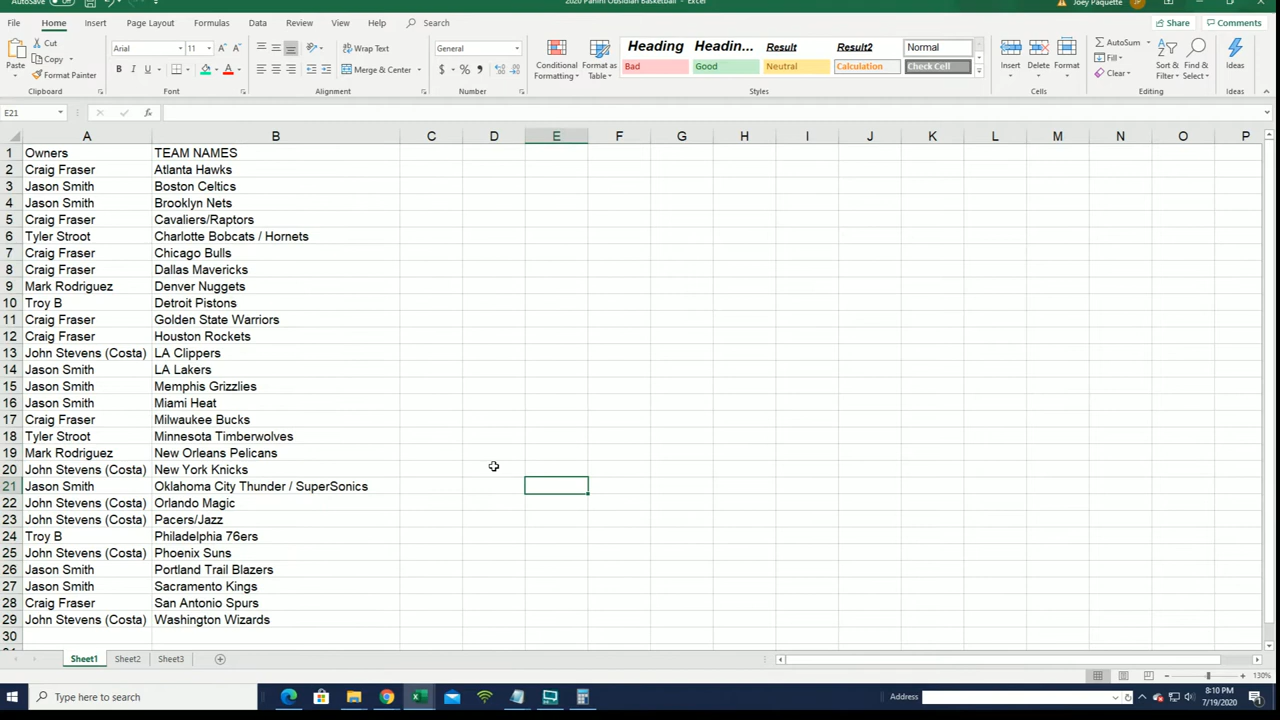 AutoSave
2020 Panini Obsidian Basketball - Excel
Joey Paquette JP
File Home Insert Page Layout Formulas Data Review View Help Search Share Comments
Paste Cut Copy Format Painter Clipboard
Arial 11 A A B I U A Font
Wrap Text Merge & Center Alignment
General $ % Number
Conditional Formatting Format as Table
Heading Headin... Result Result2 Normal
Bad Good Neutral Calculation Check Cell
Styles
Insert Delete Format Cells
AutoSum Fill Clear Sort & Filter Find & Select Editing
Ideas Ideas
E21 fx
A B C D E F G H I J K L M N O P
1 Owners TEAM NAMES
2 Craig Fraser Atlanta Hawks
3 Jason Smith Boston Celtics
4 Jason Smith Brooklyn Nets
5 Craig Fraser Cavaliers/Raptors
6 Tyler Stroot Charlotte Bobcats / Hornets
7 Craig Fraser Chicago Bulls
8 Craig Fraser Dallas Mavericks
9 Mark Rodriguez Denver Nuggets
10 Troy B Detroit Pistons
11 Craig Fraser Golden State Warriors
12 Craig Fraser Houston Rockets
13 John Stevens (Costa) LA Clippers
14 Jason Smith LA Lakers
15 Jason Smith Memphis Grizzlies
16 Jason Smith Miami Heat
17 Craig Fraser Milwaukee Bucks
18 Tyler Stroot Minnesota Timberwolves
19 Mark Rodriguez New Orleans Pelicans
20 John Stevens (Costa) New York Knicks
21 Jason Smith Oklahoma City Thunder / SuperSonics
22 John Stevens (Costa) Orlando Magic
23 John Stevens (Costa) Pacers/Jazz
24 Troy B Philadelphia 76ers
25 John Stevens (Costa) Phoenix Suns
26 Jason Smith Portland Trail Blazers
27 Jason Smith Sacramento Kings
28 Craig Fraser San Antonio Spurs
29 John Stevens (Costa) Washington Wizards
30
Sheet1 Sheet2 Sheet3
130%
Type here to search
Address
8:10 PM
7/19/2020